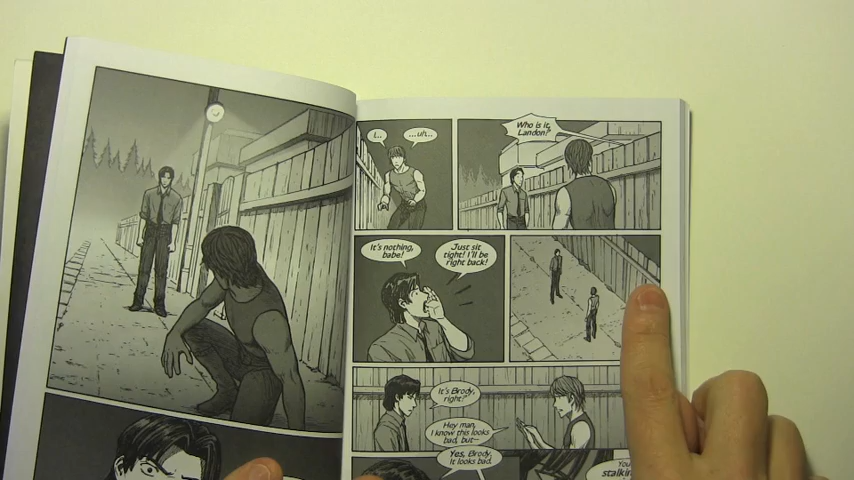 I...
...uh...
Who is it,
Landon?
It's nothing,
babe!
Just sit
tight! I'll be
right back!
It's Brody,
right?
Hey man,
I know this looks
bad, but—
Yes, Brody.
It looks bad.
You